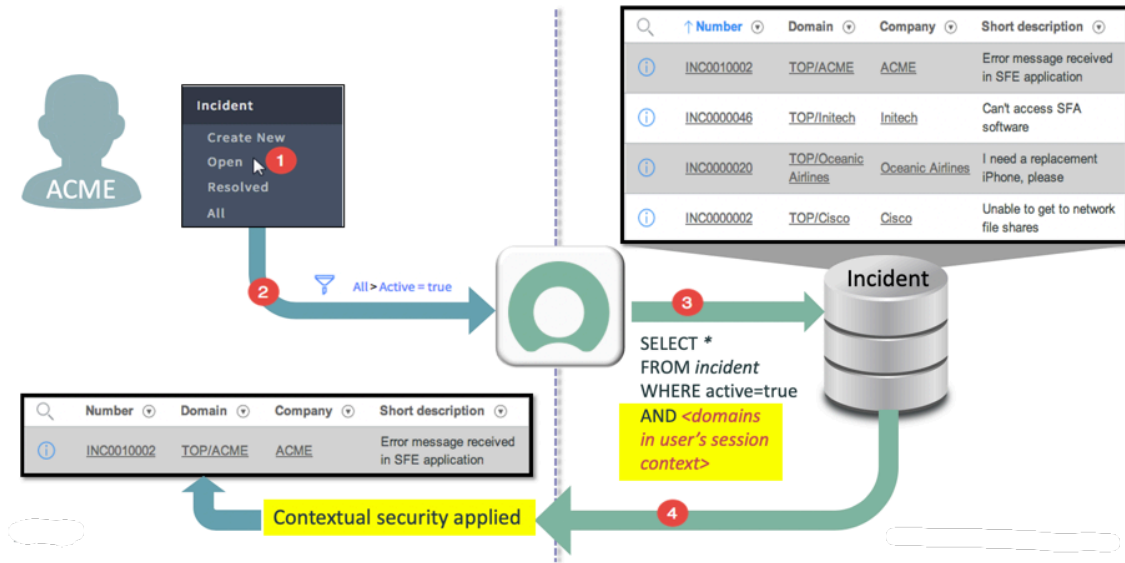 ACME
Incident
Create New
Open
1
Resolved
All
2
All > Active = true
Number Domain Company Short description
INC0010002 TOP/ACME ACME Error message received
in SFE application
INC0000046 TOP/Initech Initech Can't access SFA
software
INC0000020 TOP/Oceanic
Airlines Oceanic Airlines I need a replacement
iPhone, please
INC0000002 TOP/Cisco Cisco Unable to get to network
file shares
Incident
3
SELECT *
FROM incident
WHERE active=true
AND <domains
in user's session
context>
4
Contextual security applied
Number Domain Company Short description
INC0010002 TOP/ACME ACME Error message received
in SFE application